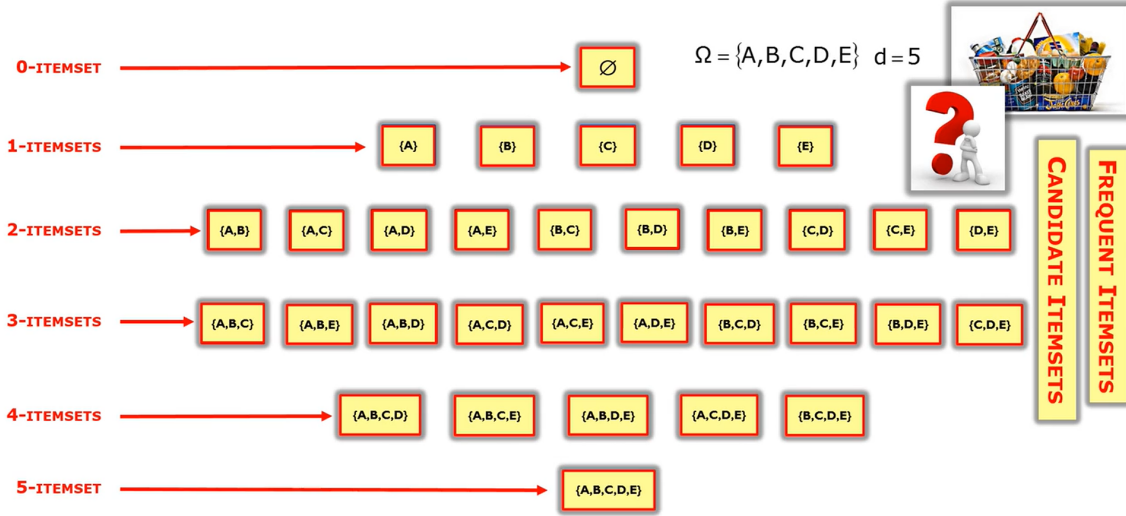 0-ITEMSET
∅
Ω = {A,B,C,D,E} d = 5
1-ITEMSETS
{A} {B} {C} {D} {E}
2-ITEMSETS
{A,B} {A,C} {A,D} {A,E} {B,C} {B,D} {B,E} {C,D} {C,E} {D,E}
3-ITEMSETS
{A,B,C} {A,B,E} {A,B,D} {A,C,D} {A,C,E} {A,D,E} {B,C,D} {B,C,E} {B,D,E} {C,D,E}
4-ITEMSETS
{A,B,C,D} {A,B,C,E} {A,B,D,E} {A,C,D,E} {B,C,D,E}
5-ITEMSET
{A,B,C,D,E}
CANDIDATE ITEMSETS
FREQUENT ITEMSETS